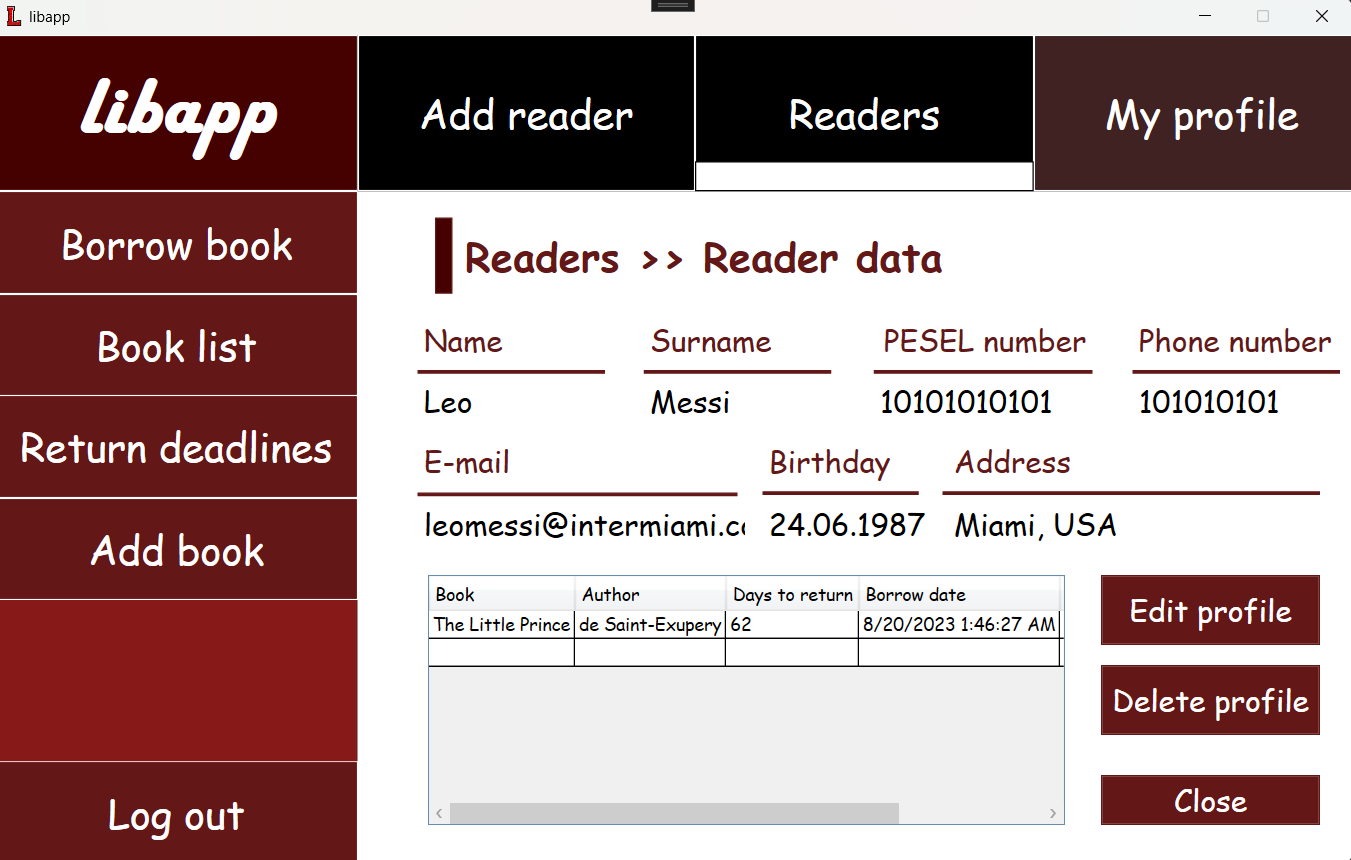 libapp
libapp
Add reader
Readers
My profile
Borrow book
Book list
Return deadlines
Add book
Log out
Readers >> Reader data
Name Surname PESEL number Phone number
Leo Messi 10101010101 101010101
E-mail Birthday Address
leomessi@intermiami.c 24.06.1987 Miami, USA
Book Author Days to return Borrow date
The Little Prince de Saint-Exupery 62 8/20/2023 1:46:27 AM
Edit profile
Delete profile
Close